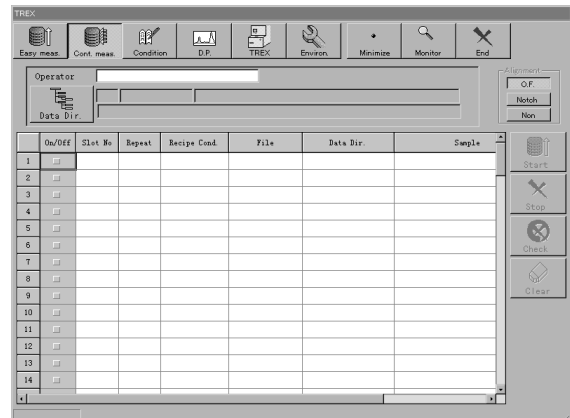 TREX
Easy meas. Cont. meas. Condition D.P. TREX Environ. Minimize Monitor End
Operator
Data Dir.
Alignment
O.F.
Notch
Non
On/Off Slot No Repeat Recipe Cond. File Data Dir. Sample
1
2
3
4
5
6
7
8
9
10
11
12
13
14
Start
Stop
Check
Clear